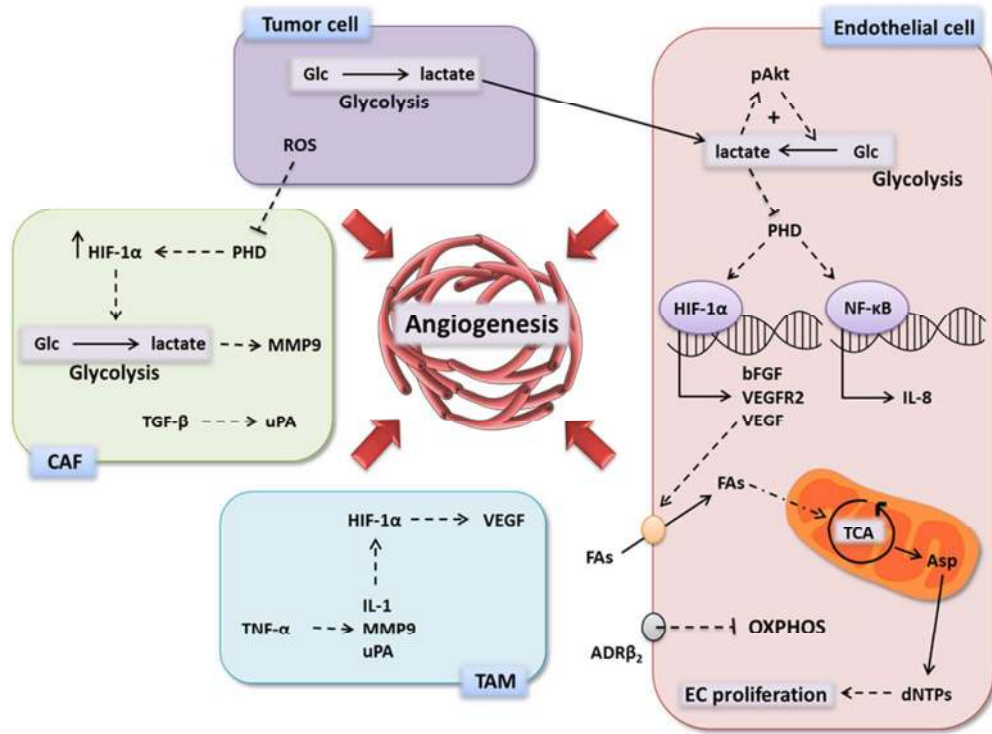 Tumor cell
Glc lactate
Glycolysis
ROS
HIF-1α PHD
Glc lactate MMP9
Glycolysis
TGF-β uPA
CAF
Angiogenesis
HIF-1α VEGF
IL-1
TNF-α MMP9
uPA
TAM
Endothelial cell
pAkt
+
lactate Glc
Glycolysis
PHD
HIF-1α NF-κB
bFGF
VEGFR2 IL-8
VEGF
FAs
FAs
TCA
Asp
ADRβ2 OXPHOS
EC proliferation dNTPs